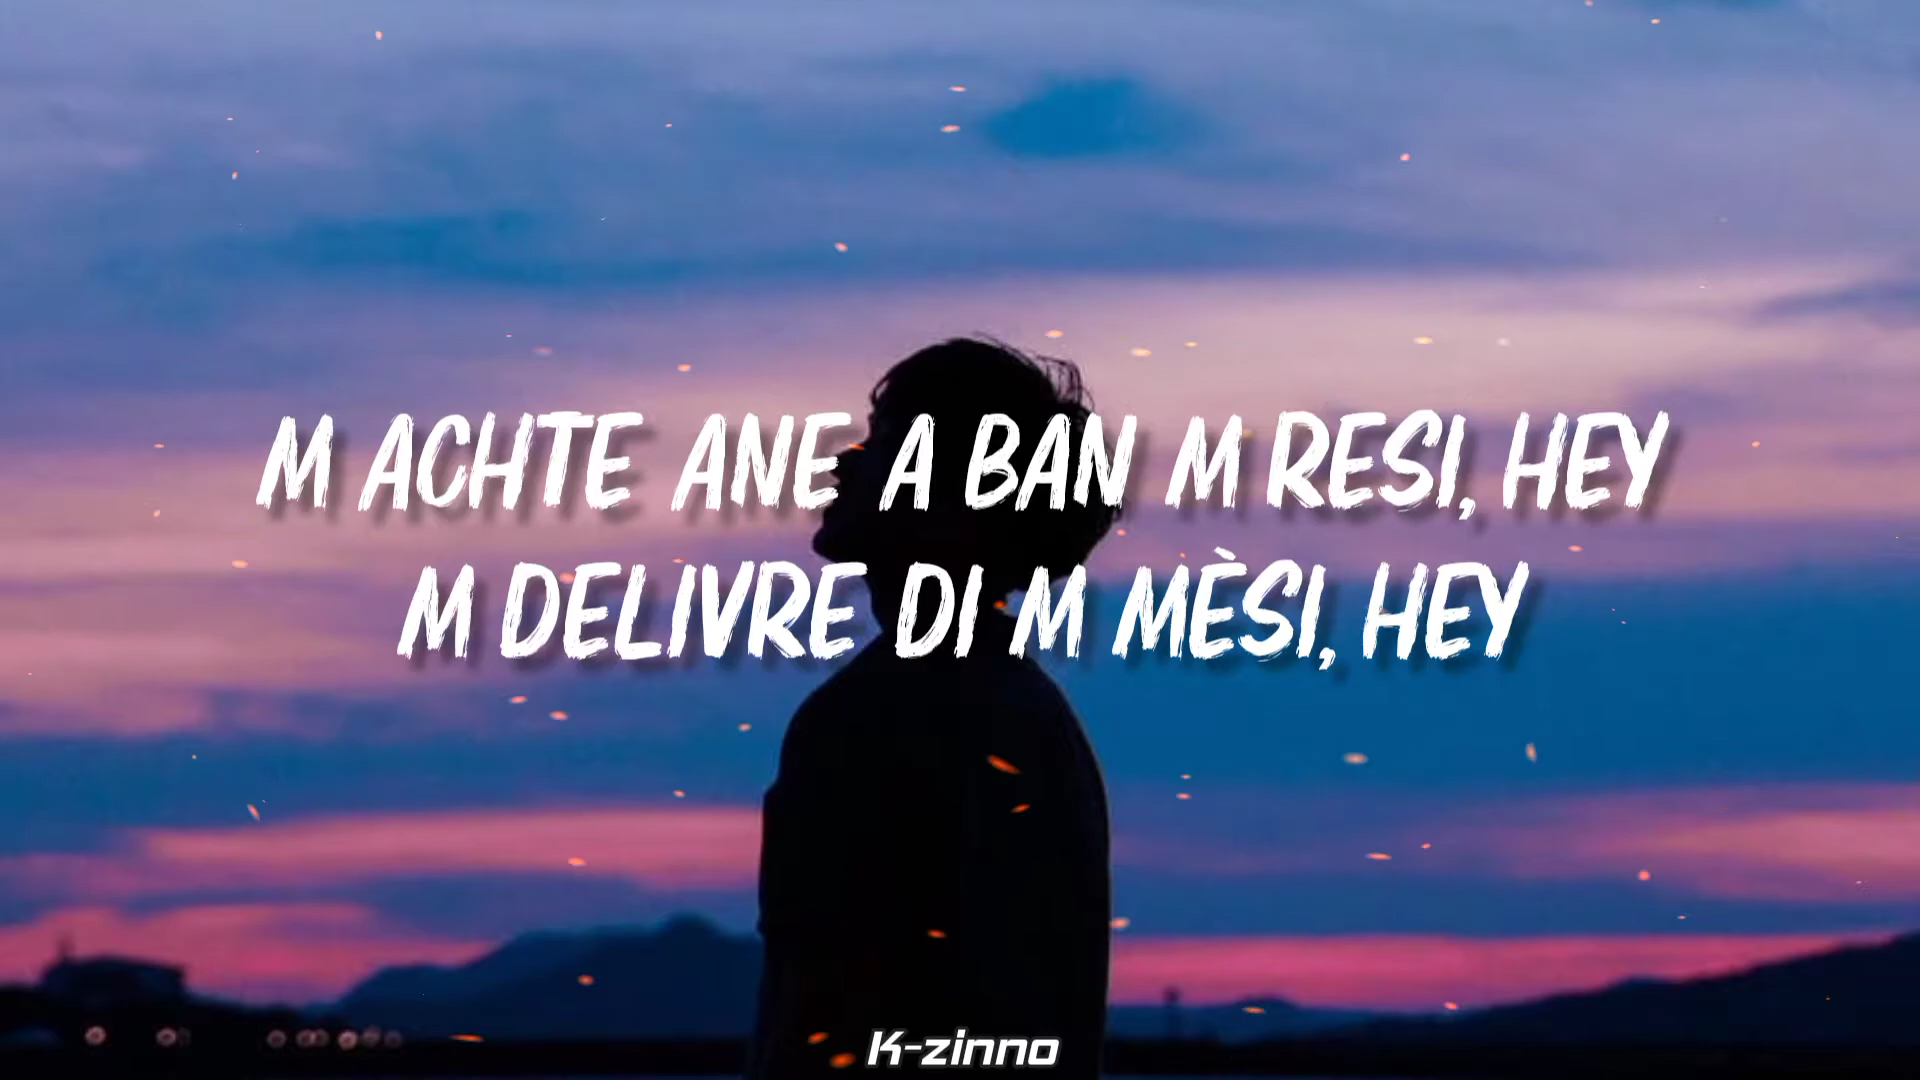 M ACHTE ANE A BAN M RESI, HEY
M DELIVRE DI M MÈSI, HEY
K-zinno